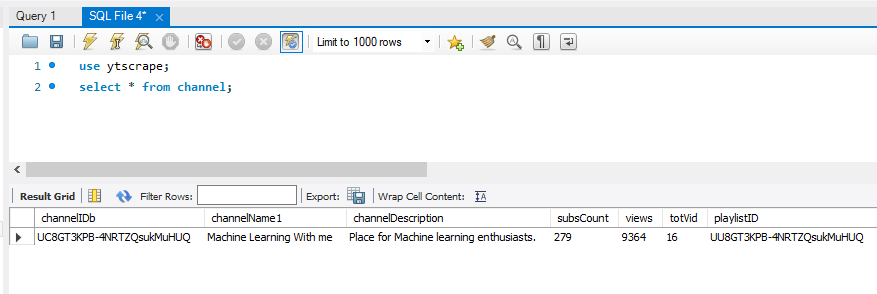 Query 1 SQL File 4*
Limit to 1000 rows
1 use ytscrape;
2 select * from channel;
Result Grid Filter Rows: Export: Wrap Cell Content:
channelIDb channelName1 channelDescription subsCount views totVid playlistID
UC8GT3KPB-4NRTZQsukMuHUQ Machine Learning With me Place for Machine learning enthusiasts. 279 9364 16 UU8GT3KPB-4NRTZQsukMuHUQ